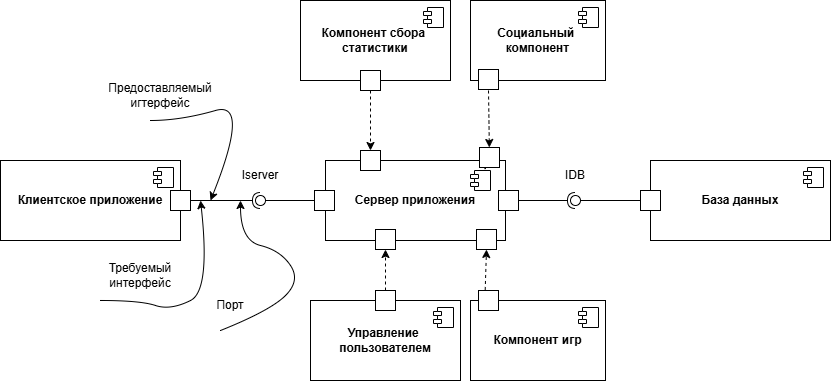 Компонент сбора
статистики
Социальный
компонент
Предоставляемый
игтерфейс
Iserver
IDB
Клиентское приложение
Сервер приложения
База данных
Требуемый
интерфейс
Порт
Управление
пользователем
Компонент игр